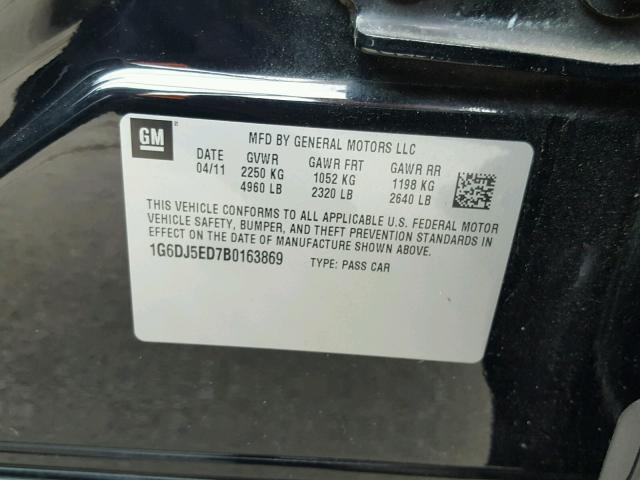 GM
MFD BY GENERAL MOTORS LLC
DATE GVWR GAWR FRT GAWR RR
04/11 2250 KG 1052 KG 1198 KG
4960 LB 2320 LB 2640 LB
THIS VEHICLE CONFORMS TO ALL APPLICABLE U.S. FEDERAL MOTOR
VEHICLE SAFETY, BUMPER, AND THEFT PREVENTION STANDARDS IN
EFFECT ON THE DATE OF MANUFACTURE SHOWN ABOVE.
1G6DJ5ED7B0163869 TYPE: PASS CAR